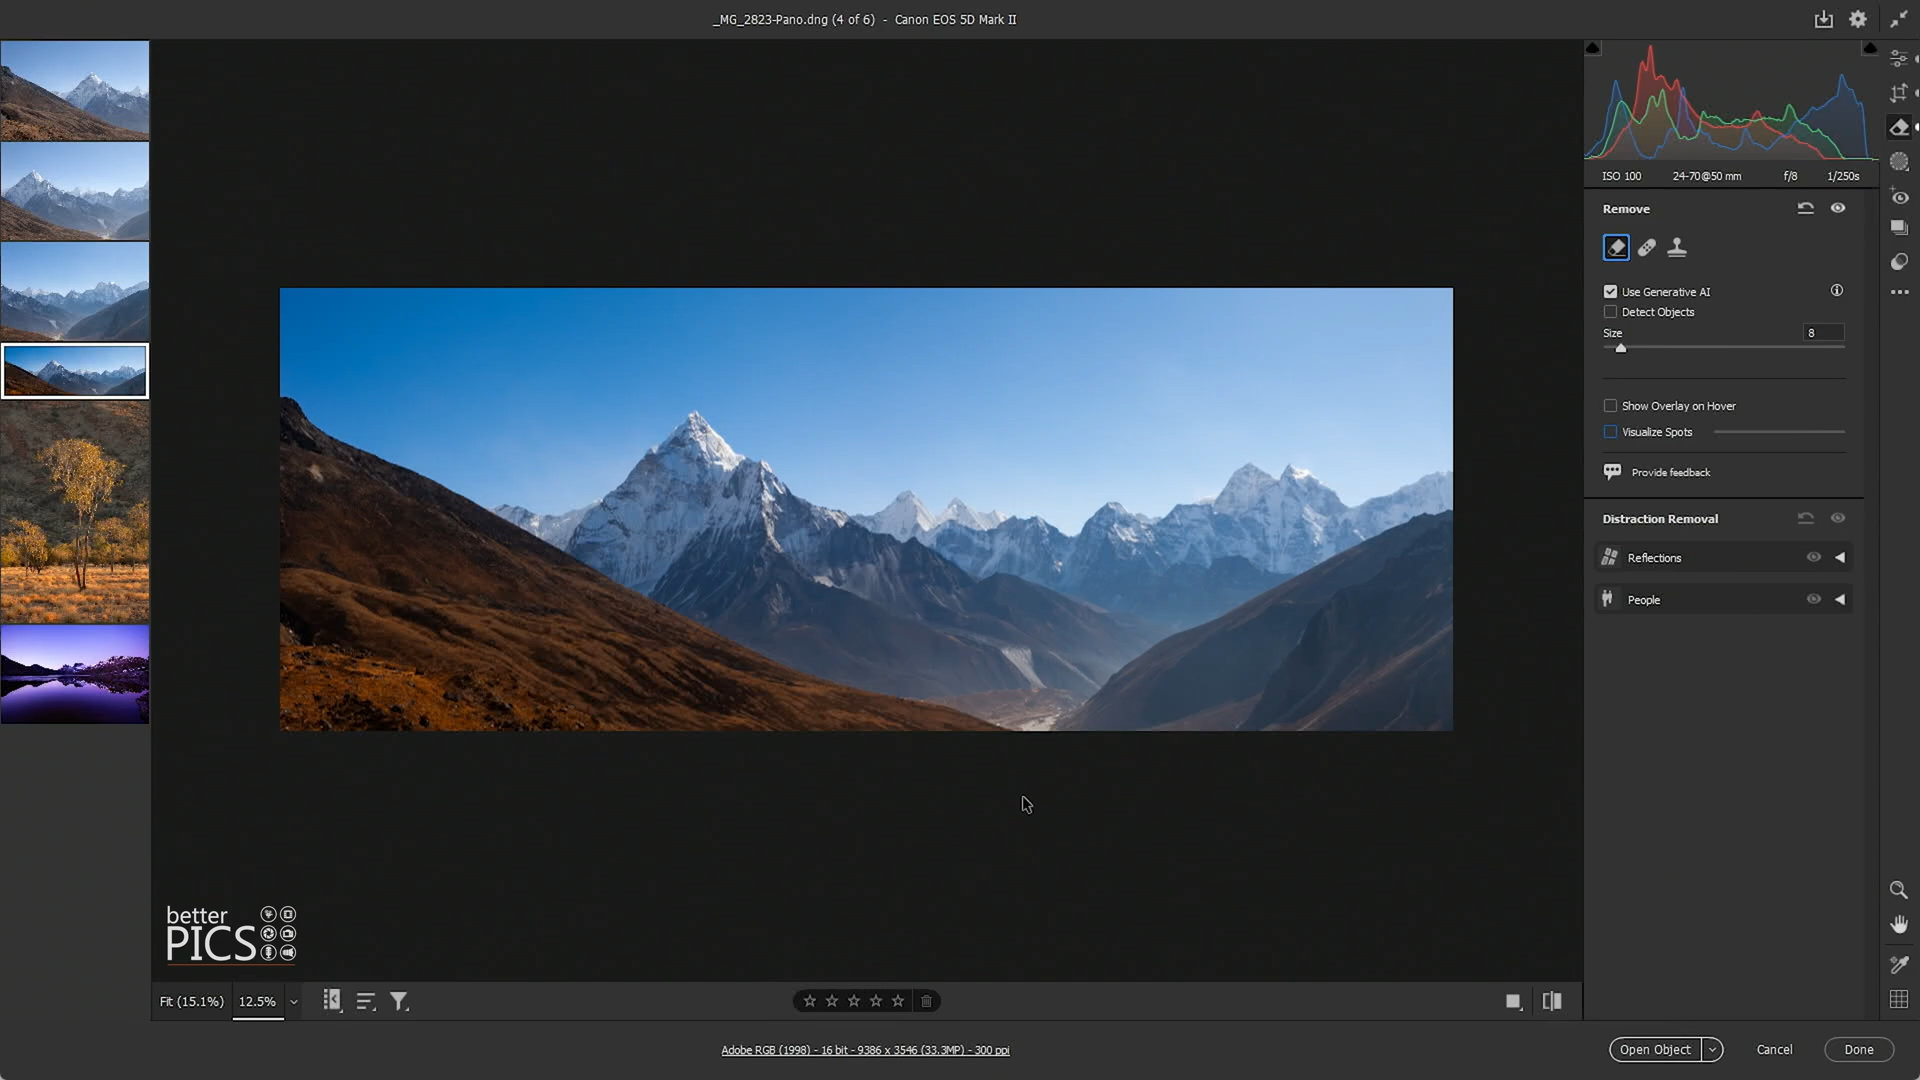 _MG_2823-Pano.dng (4 of 6) - Canon EOS 5D Mark II
ISO 100 24-70@50 mm f/8 1/250s
Remove
Use Generative AI
Detect Objects
Size 8
Show Overlay on Hover
Visualize Spots
Provide feedback
Distraction Removal
Reflections
People
better
PICS
Fit (15.1%) 12.5%
Adobe RGB (1998) - 16 bit - 9386 x 3546 (33.3MP) - 300 ppi
Open Object Cancel Done